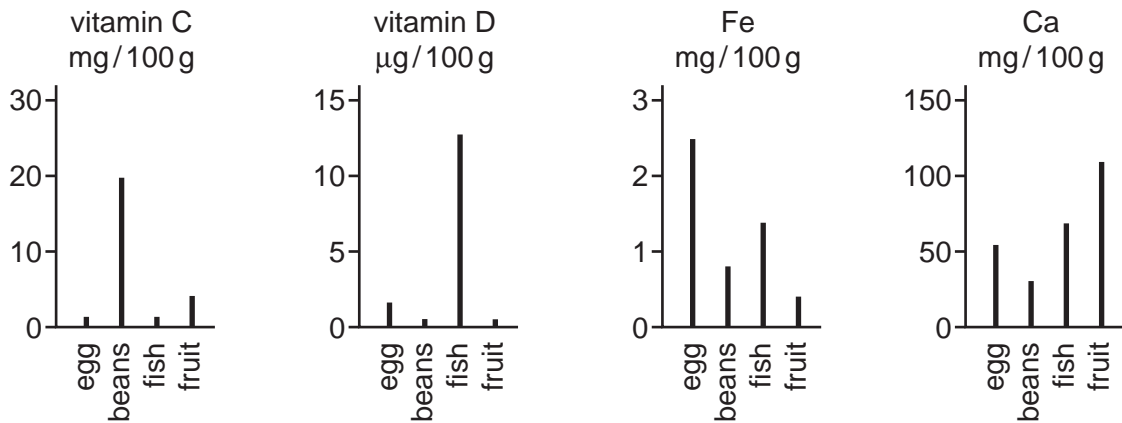 vitamin C
mg/100 g
30
20
10
0
egg
beans
fish
fruit
vitamin D
µg/100 g
15
10
5
0
egg
beans
fish
fruit
Fe
mg/100 g
3
2
1
0
egg
beans
fish
fruit
Ca
mg/100 g
150
100
50
0
egg
beans
fish
fruit